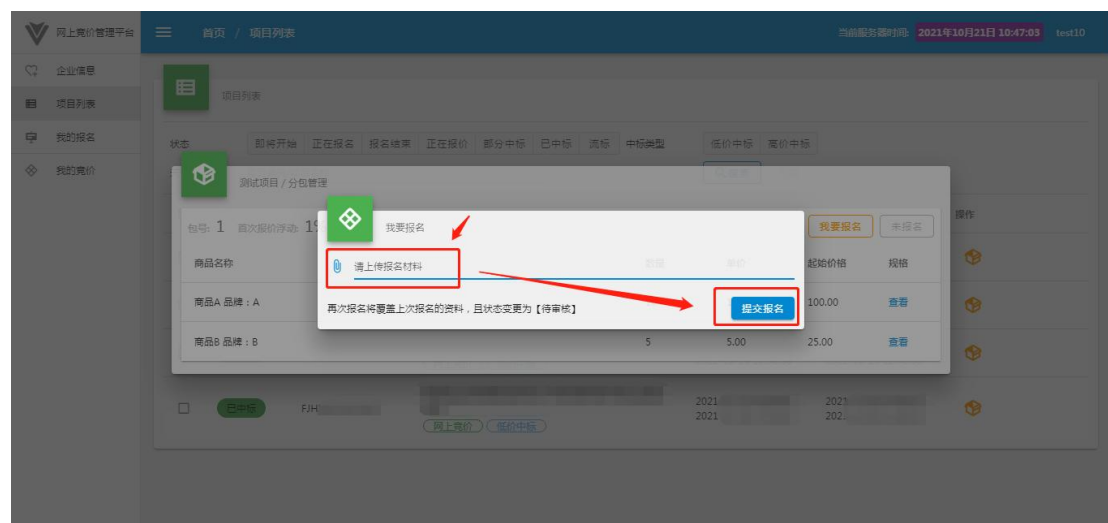 网上竞价管理平台
首页 / 项目列表
当前服务器时间: 2021年10月21日 10:47:03 test10
企业信息
项目列表
我的报名
我的竞价
项目列表
状态 即将开始 正在报名 报名结束 正在报价 部分中标 已中标 流标 中标类型 低价中标 高价中标
测试项目 / 分包管理
操作
包号: 1 首次报价浮动: 1
我要报名 未报名
我要报名
商品名称 数量 单价 起始价格 规格
请上传报名材料
商品A 品牌：A 100.00 查看
再次报名将覆盖上次报名的资料，且状态变更为【待审核】
提交报名
商品B 品牌：B 5 5.00 25.00 查看
已中标 FJH
2021 2021
2021 202
网上竞价 低价中标